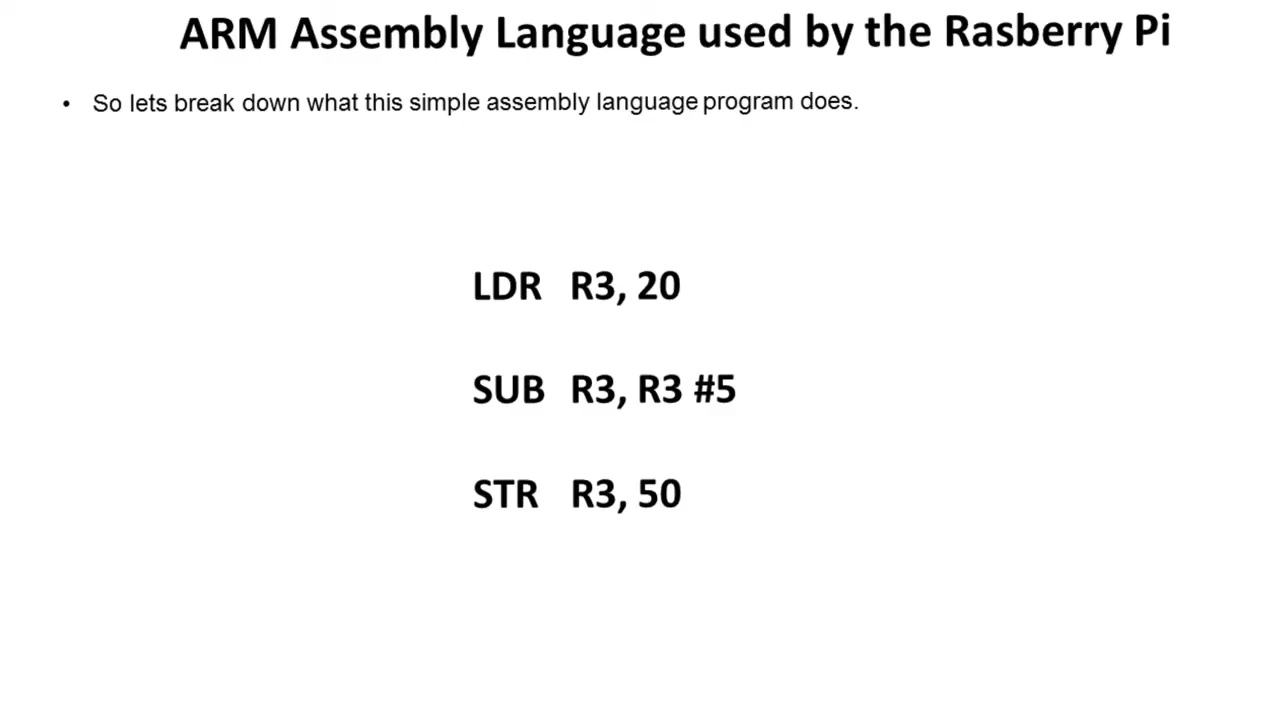 ARM Assembly Language used by the Rasberry Pi
• So lets break down what this simple assembly language program does.
LDR R3, 20
SUB R3, R3 #5
STR R3, 50